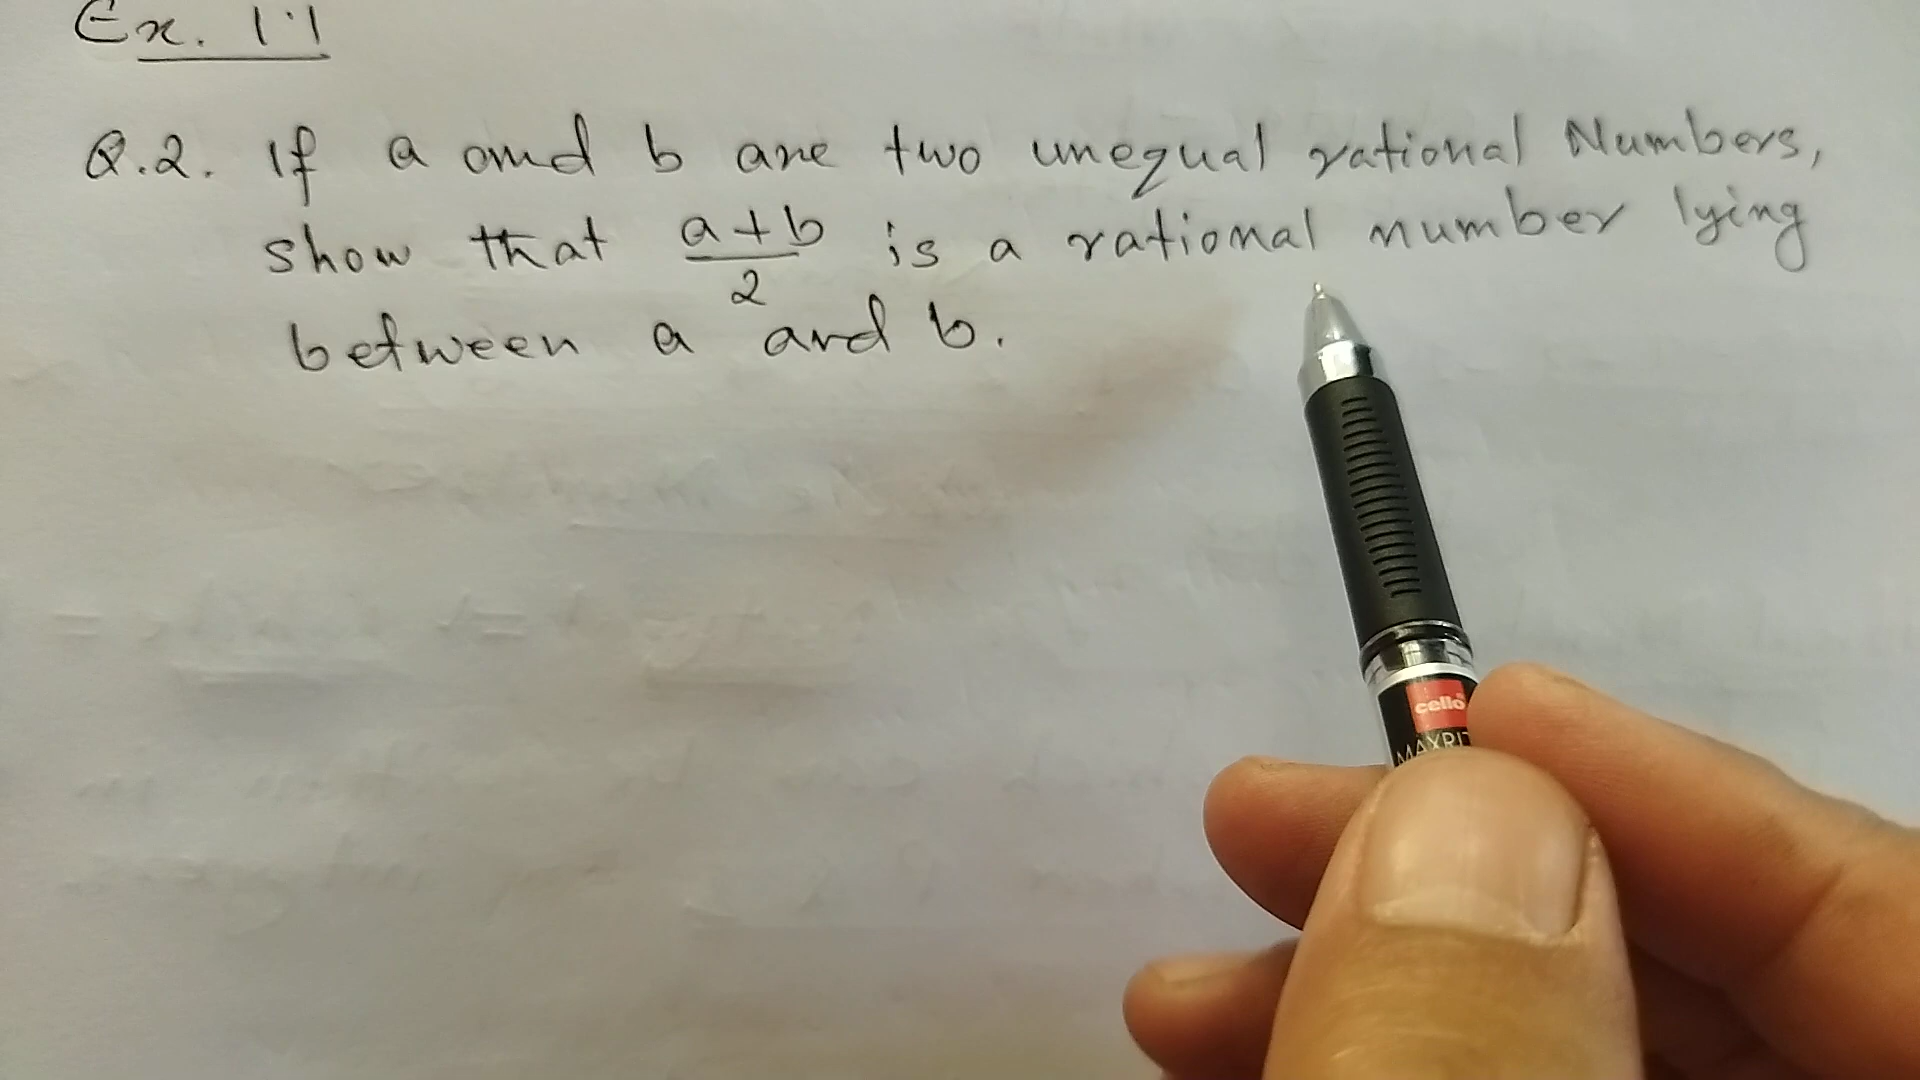 Ex. 1.1
Q.2. If a and b are two unequal rational Numbers,
show that a+b/2 is a rational number lying
between a and b.
cello
MAXRIT